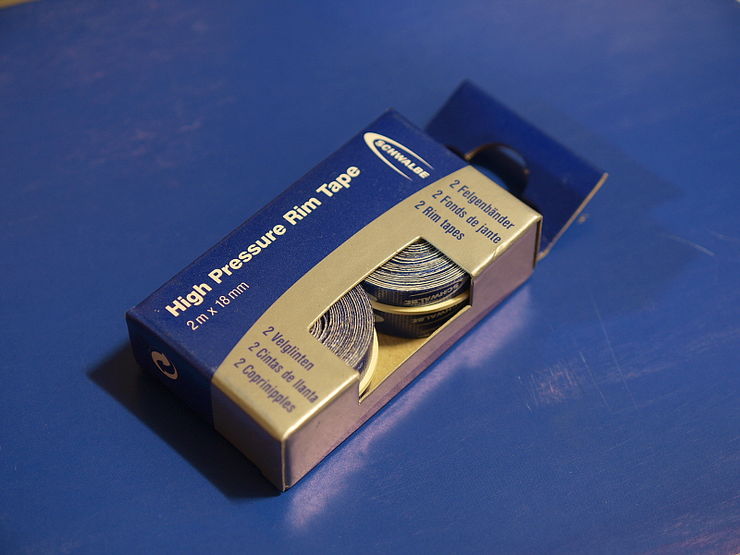 SCHWALBE
High Pressure Rim Tape
2 m x 18 mm
2 Felgenbänder
2 Fonds de jante
2 Rim tapes
2 Velglinten
2 Cintas de llanta
2 Coprinipples
SCHWALBE
SCHWALBE